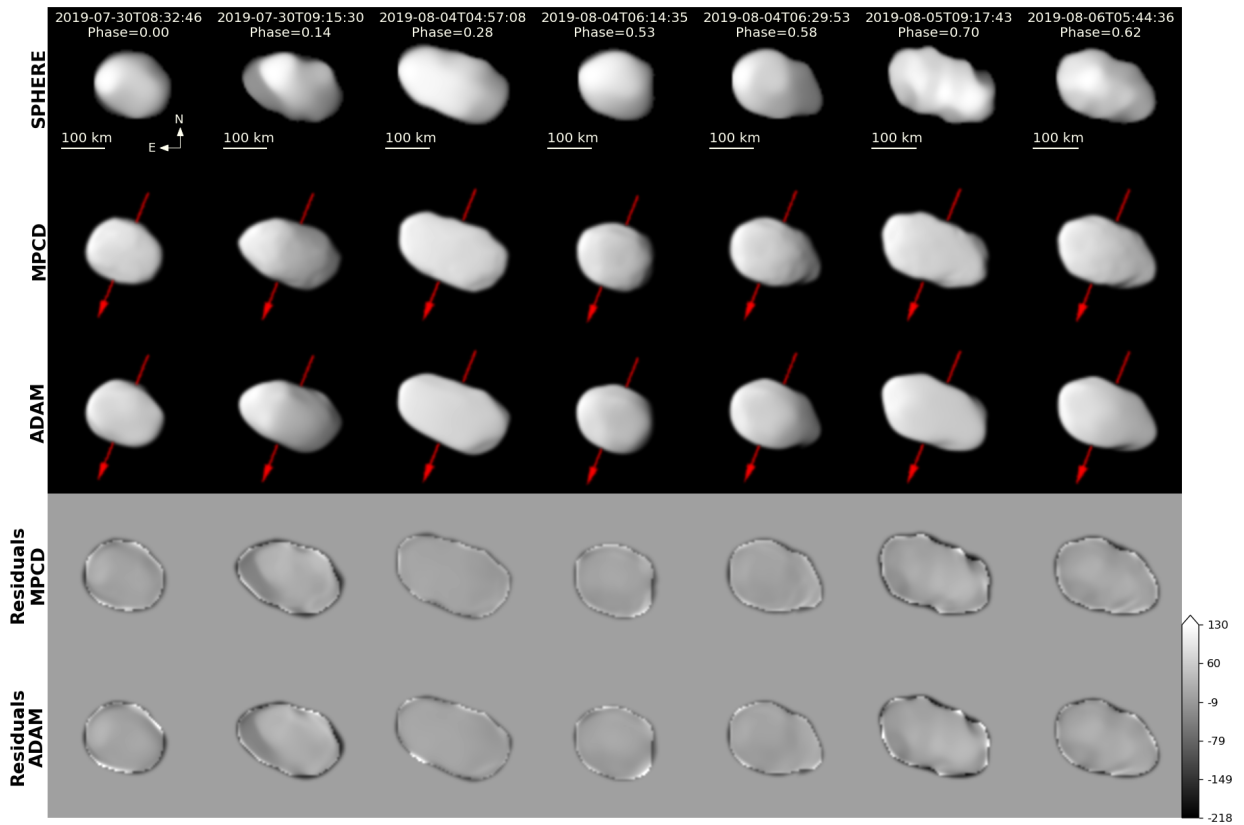 2019-07-30T08:32:46 2019-07-30T09:15:30 2019-08-04T04:57:08 2019-08-04T06:14:35 2019-08-04T06:29:53 2019-08-05T09:17:43 2019-08-06T05:44:36
Phase=0.00 Phase=0.14 Phase=0.28 Phase=0.53 Phase=0.58 Phase=0.70 Phase=0.62
SPHERE
N
E
100 km 100 km 100 km 100 km 100 km 100 km 100 km
MPCD
ADAM
Residuals
MPCD
Residuals
ADAM
130
60
-9
-79
-149
-218